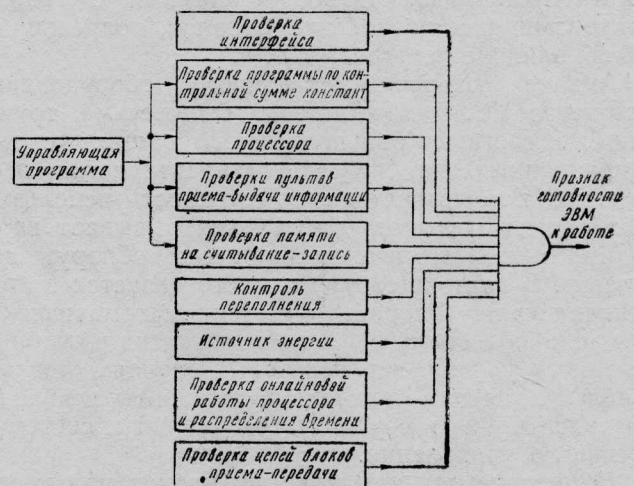 Проверка
интерфейса
Проверка программы по кон-
трольной сумме констант
Управляющая
программа
Проверка
процессора
Проверки пультов
приема-выдачи информации
Проверка памяти
на считывание-запись
Контроль
переполнения
Источник энергии
Проверка онлайновой
работы процессора
и распределения времени
Проверка цепей блоков
приема-передача
Признак
готовности
ЭВМ
к работе